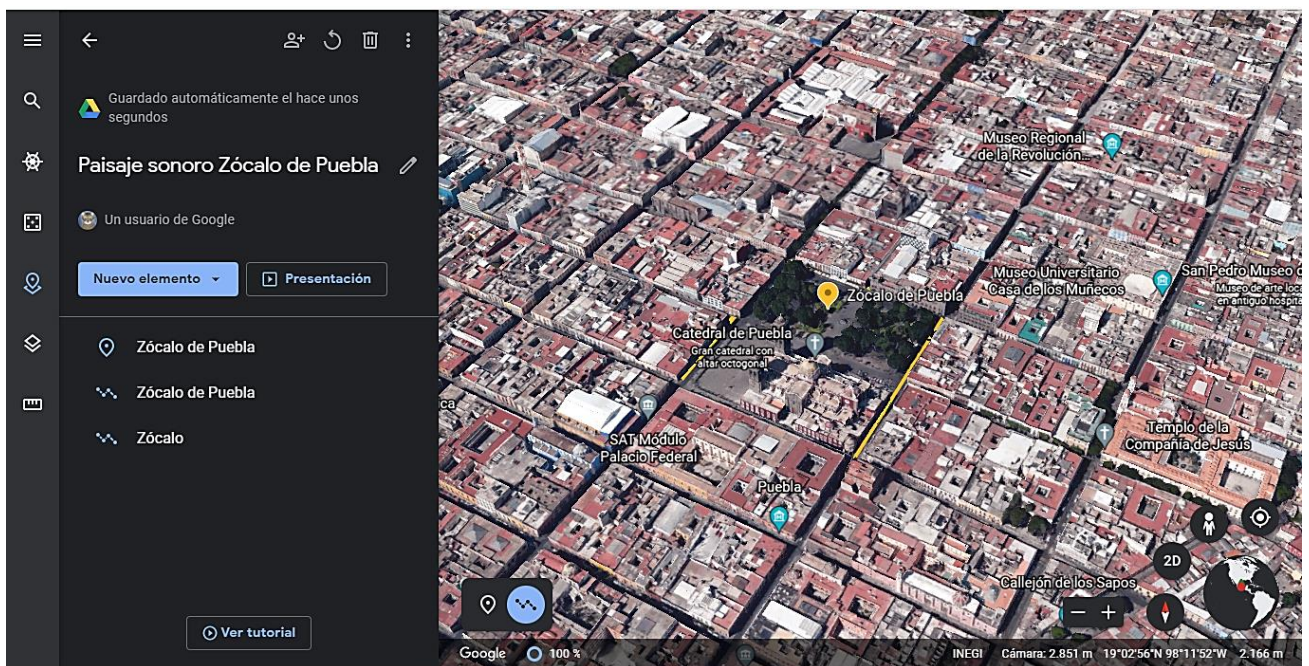 Guardado automáticamente el hace unos
segundos
Paisaje sonoro Zócalo de Puebla
Un usuario de Google
Nuevo elemento
Presentación
Zócalo de Puebla
Zócalo de Puebla
Zócalo
Ver tutorial
Museo Regional
de la Revolución...
Museo Universitario
Casa de los Muñecos
San Pedro Museo d
Museo de arte loca
en antiguo hospita
Zócalo de Puebla
Catedral de Puebla
Gran catedral con
altar octogonal
ca
SAT Módulo
Palacio Federal
Templo de la
Compañía de Jesús
Puebla
2D
Callejón de los Sapos
Google
100 %
INEGI
Cámara: 2.851 m
19°02'56"N 98°11'52"W
2.166 m